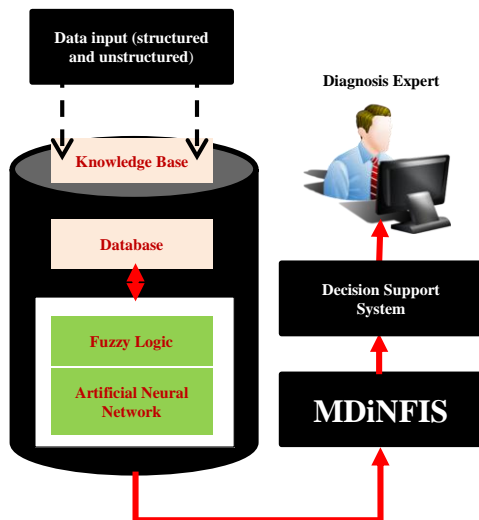 Data input (structured
and unstructured)
Diagnosis Expert
Knowledge Base
Database
Decision Support
System
Fuzzy Logic
Artificial Neural
Network
MDiNFIS